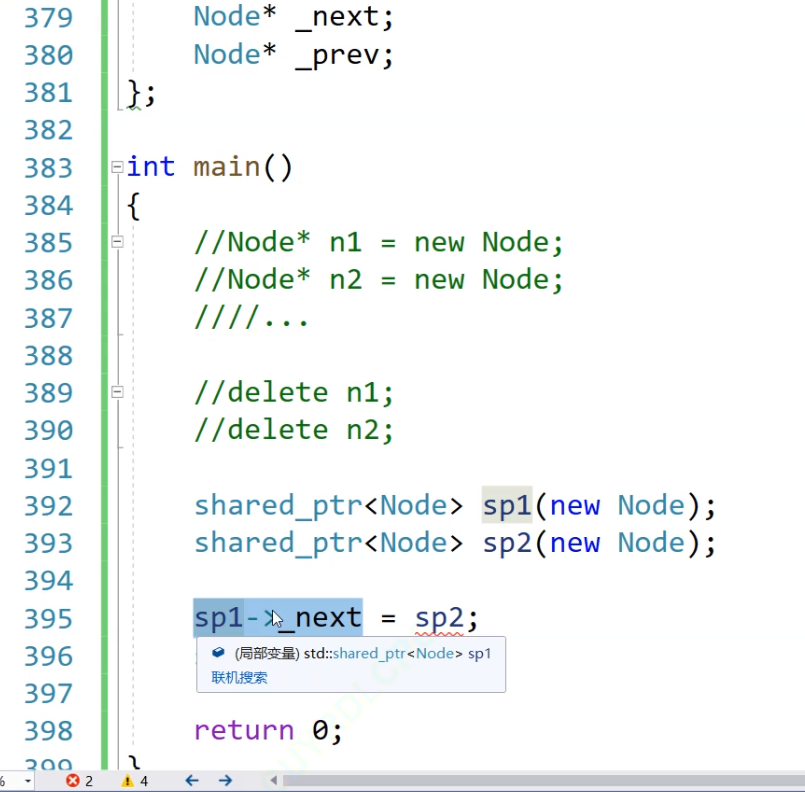 379 Node* _next;
380 Node* _prev;
381 };
382
383 int main()
384 {
385 //Node* n1 = new Node;
386 //Node* n2 = new Node;
387 ////...
388
389 //delete n1;
390 //delete n2;
391
392 shared_ptr<Node> sp1(new Node);
393 shared_ptr<Node> sp2(new Node);
394
395 sp1->_next = sp2;
(局部变量) std::shared_ptr<Node> sp1
396
联机搜索
397
398 return 0;
399 }
% 2 4